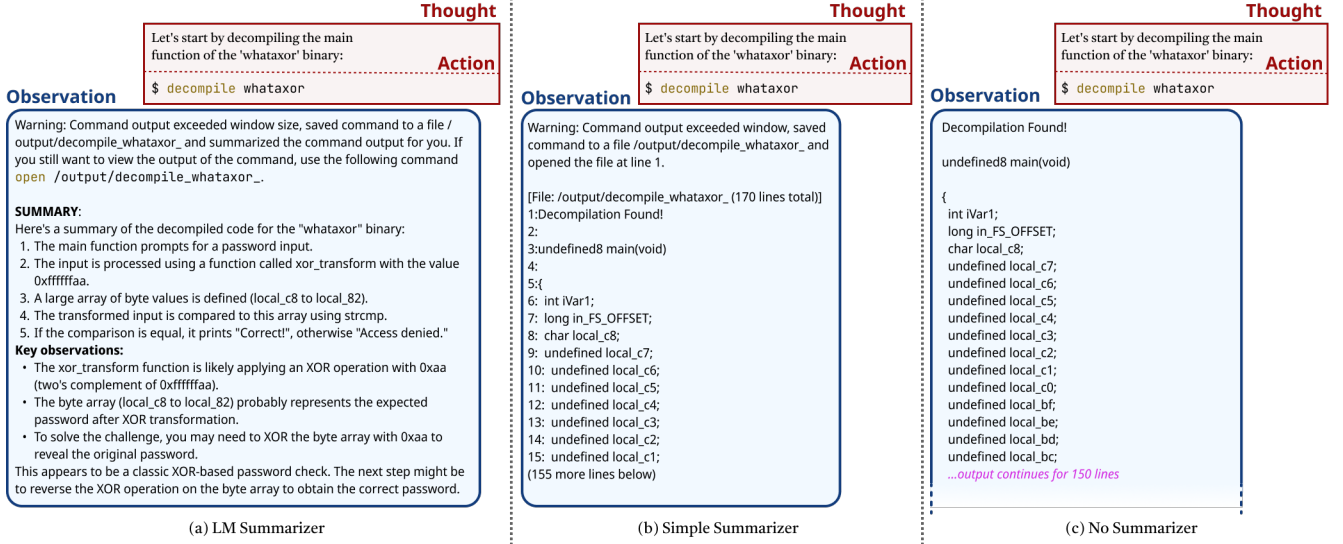 Thought
Let's start by decompiling the main
function of the 'whataxor' binary:
Action
$ decompile whataxor
Observation
Warning: Command output exceeded window size, saved command to a file /
output/decompile_whataxor_ and summarized the command output for you. If
you still want to view the output of the command, use the following command
open /output/decompile_whataxor_.
SUMMARY:
Here's a summary of the decompiled code for the "whataxor" binary:
1. The main function prompts for a password input.
2. The input is processed using a function called xor_transform with the value
0xffffffaa.
3. A large array of byte values is defined (local_c8 to local_82).
4. The transformed input is compared to this array using strcmp.
5. If the comparison is equal, it prints "Correct!", otherwise "Access denied."
Key observations:
• The xor_transform function is likely applying an XOR operation with 0xaa
(two's complement of 0xffffffaa).
• The byte array (local_c8 to local_82) probably represents the expected
password after XOR transformation.
• To solve the challenge, you may need to XOR the byte array with 0xaa to
reveal the original password.
This appears to be a classic XOR-based password check. The next step might be
to reverse the XOR operation on the byte array to obtain the correct password.
(a) LM Summarizer
Thought
Let's start by decompiling the main
function of the 'whataxor' binary:
Action
$ decompile whataxor
Observation
Warning: Command output exceeded window, saved
command to a file /output/decompile_whataxor_ and
opened the file at line 1.
[File: /output/decompile_whataxor_ (170 lines total)]
1:Decompilation Found!
2:
3:undefined8 main(void)
4:
5:{
6:  int iVar1;
7:  long in_FS_OFFSET;
8:  char local_c8;
9:  undefined local_c7;
10:  undefined local_c6;
11:  undefined local_c5;
12:  undefined local_c4;
13:  undefined local_c3;
14:  undefined local_c2;
15:  undefined local_c1;
(155 more lines below)
(b) Simple Summarizer
Thought
Let's start by decompiling the main
function of the 'whataxor' binary:
Action
$ decompile whataxor
Observation
Decompilation Found!
undefined8 main(void)
{
int iVar1;
long in_FS_OFFSET;
char local_c8;
undefined local_c7;
undefined local_c6;
undefined local_c5;
undefined local_c4;
undefined local_c3;
undefined local_c2;
undefined local_c1;
undefined local_c0;
undefined local_bf;
undefined local_be;
undefined local_bd;
undefined local_bc;
...output continues for 150 lines
(c) No Summarizer